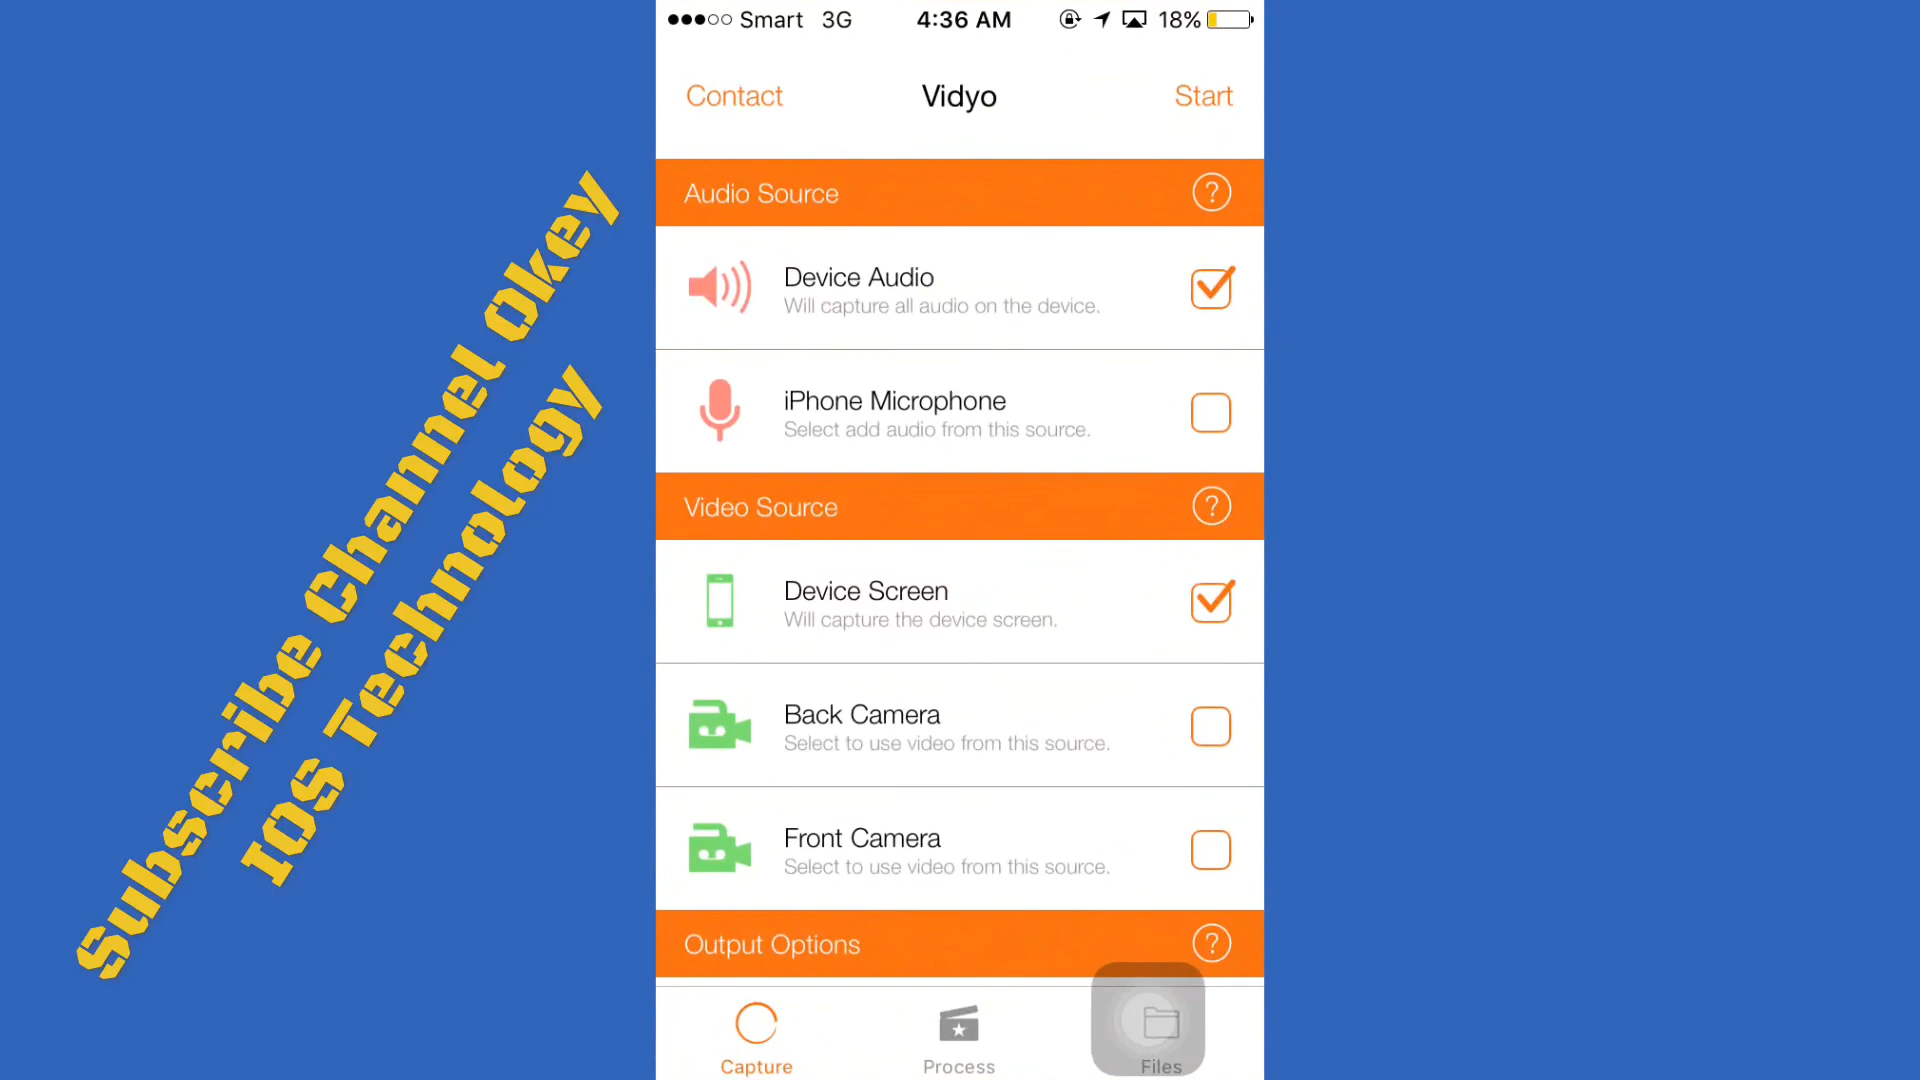 Smart 3G 4:36 AM 18%
Contact Vidyo Start
Audio Source ?
Device Audio
Will capture all audio on the device.
iPhone Microphone
Select add audio from this source.
Video Source ?
Device Screen
Will capture the device screen.
Back Camera
Select to use video from this source.
Front Camera
Select to use video from this source.
Output Options ?
Capture Process Files
Subscribe Channel Okey
IOS Technology